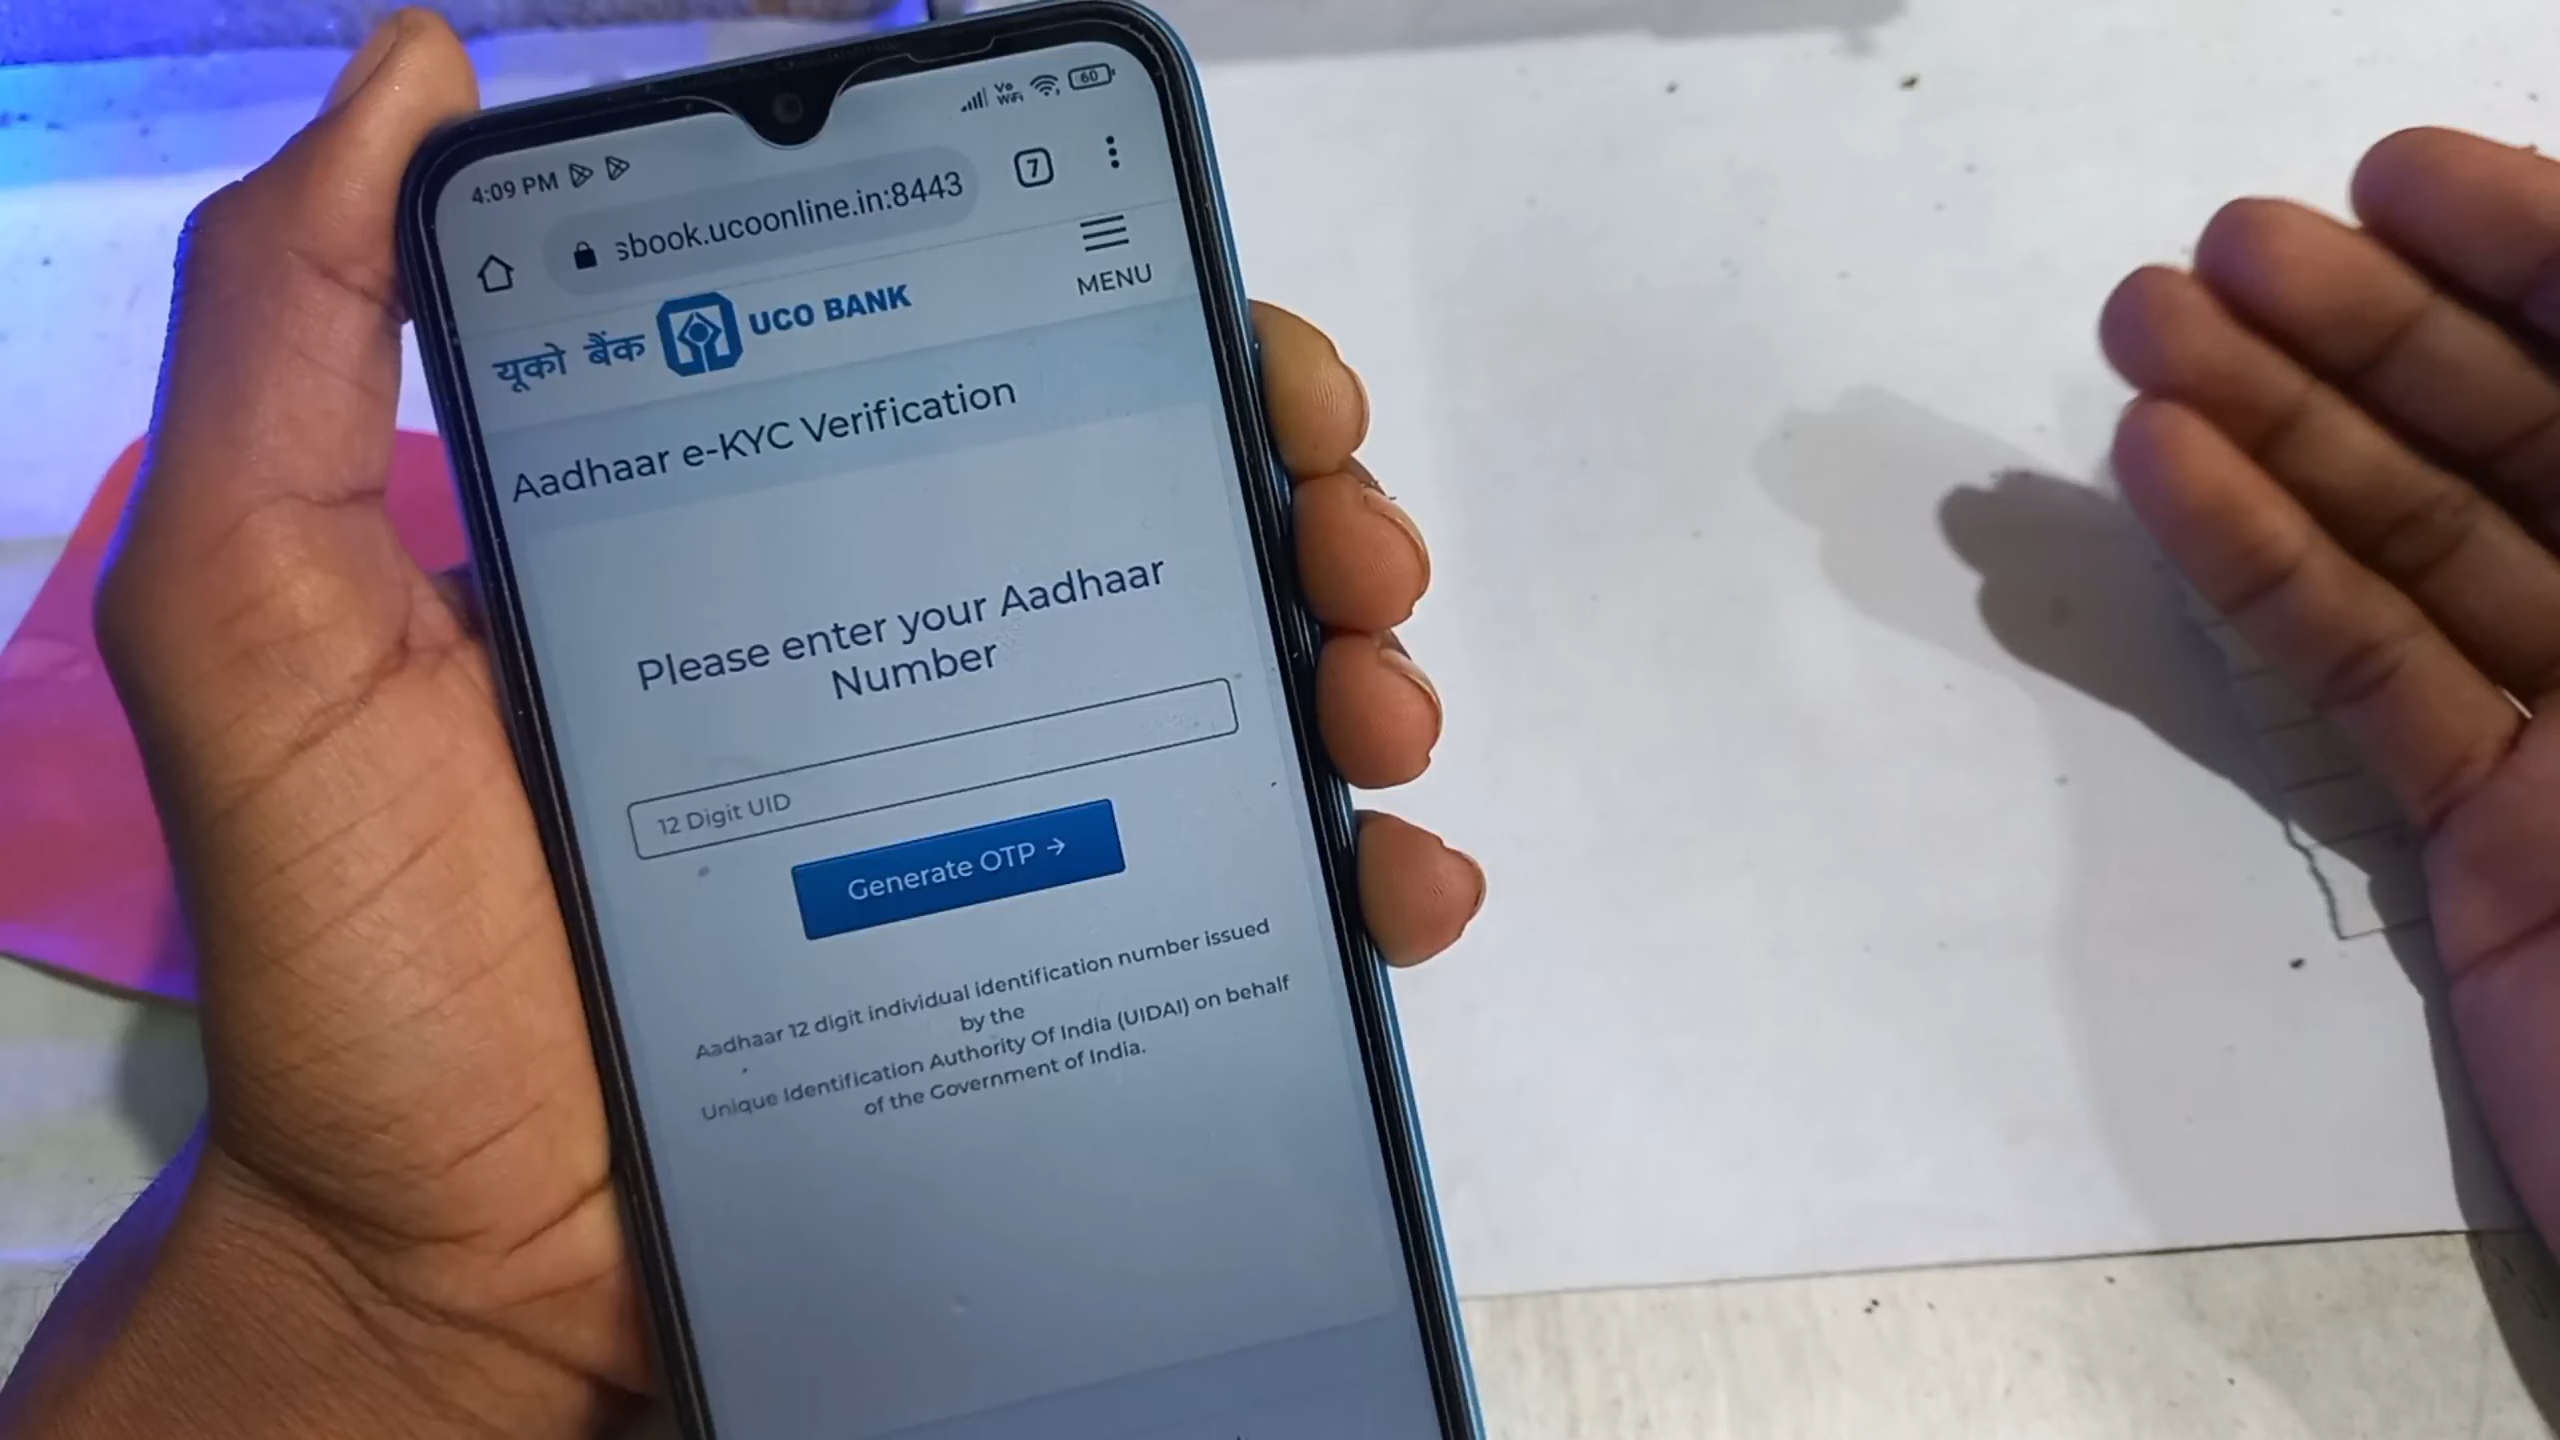 4:09 PM
Vo WiFi 60
sbook.ucoonline.in:8443 7
यूको बैंक UCO BANK
MENU
Aadhaar e-KYC Verification
Please enter your Aadhaar
Number
12 Digit UID
Generate OTP →
Aadhaar 12 digit individual identification number issued
by the
Unique Identification Authority Of India (UIDAI) on behalf
of the Government of India.